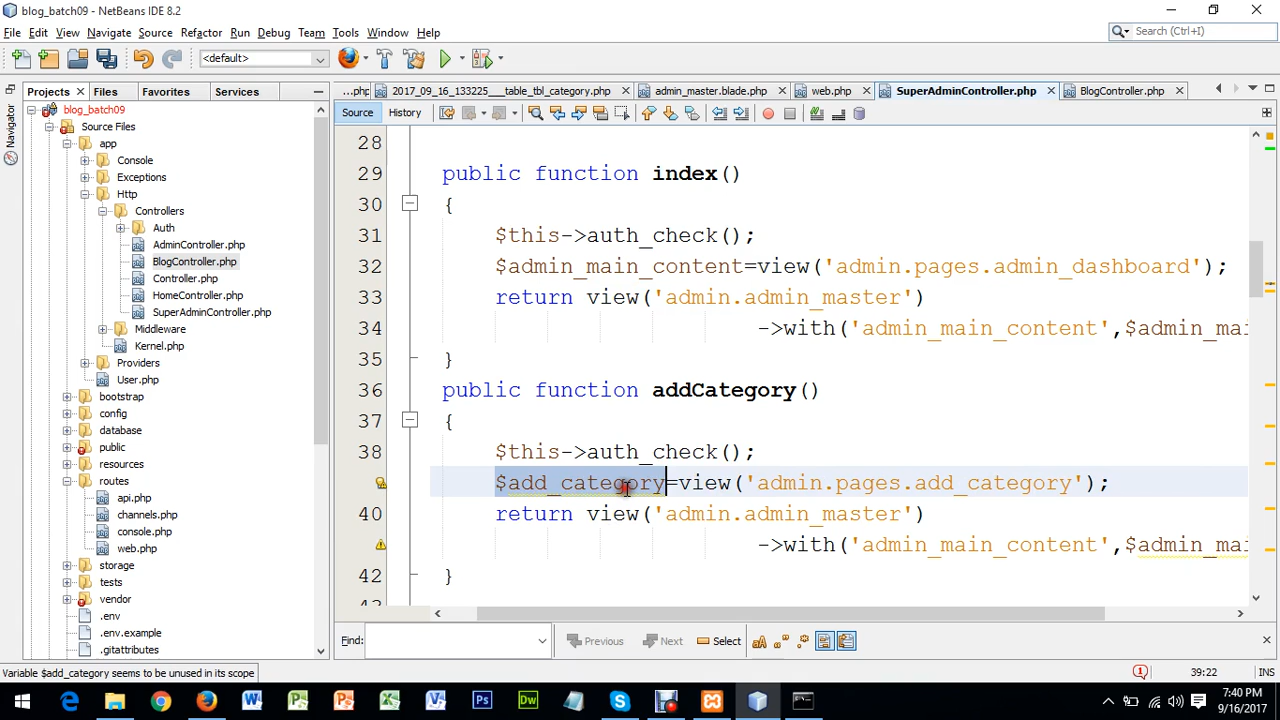 blog_batch09 - NetBeans IDE 8.2
File Edit View Navigate Source Refactor Run Debug Team Tools Window Help
Search (Ctrl+I)
<default>
Projects Files Favorites Services
...php 2017_09_16_133225___table_tbl_category.php admin_master.blade.php web.php SuperAdminController.php BlogController.php
Source History
Navigator
blog_batch09
Source Files
app
Console
Exceptions
Http
Controllers
Auth
AdminController.php
BlogController.php
Controller.php
HomeController.php
SuperAdminController.php
Middleware
Kernel.php
Providers
User.php
bootstrap
config
database
public
resources
routes
api.php
channels.php
console.php
web.php
storage
tests
vendor
.env
.env.example
.gitattributes
28
29 public function index()
30 {
31 $this->auth_check();
32 $admin_main_content=view('admin.pages.admin_dashboard');
33 return view('admin.admin_master')
34 ->with('admin_main_content',$admin_mai
35 }
36 public function addCategory()
37 {
38 $this->auth_check();
$add_category=view('admin.pages.add_category');
40 return view('admin.admin_master')
->with('admin_main_content',$admin_mai
42 }
Find: Previous Next Select
Variable $add_category seems to be unused in its scope
1 39:22 INS
7:40 PM
9/16/2017